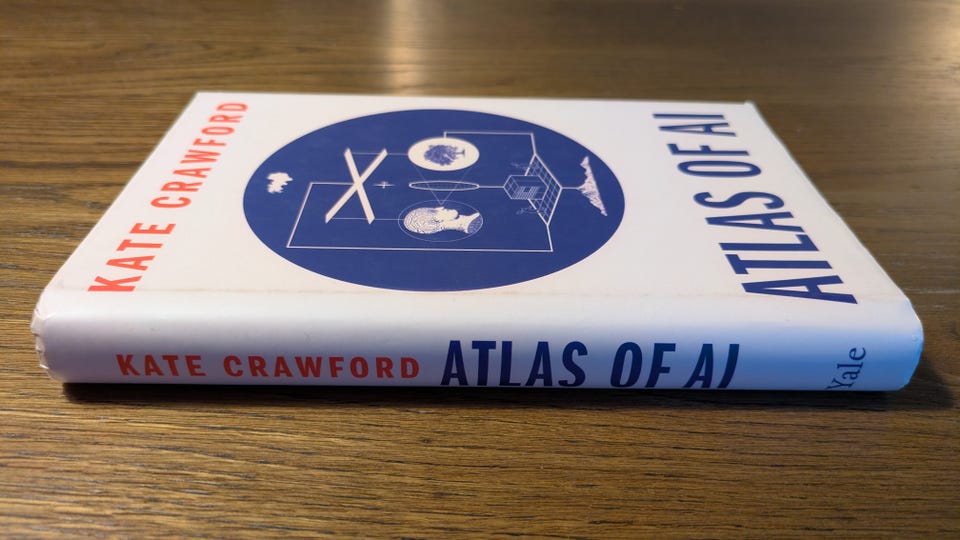 KATE CRAWFORD
ATLAS OF AI
KATE CRAWFORD ATLAS OF AI Yale